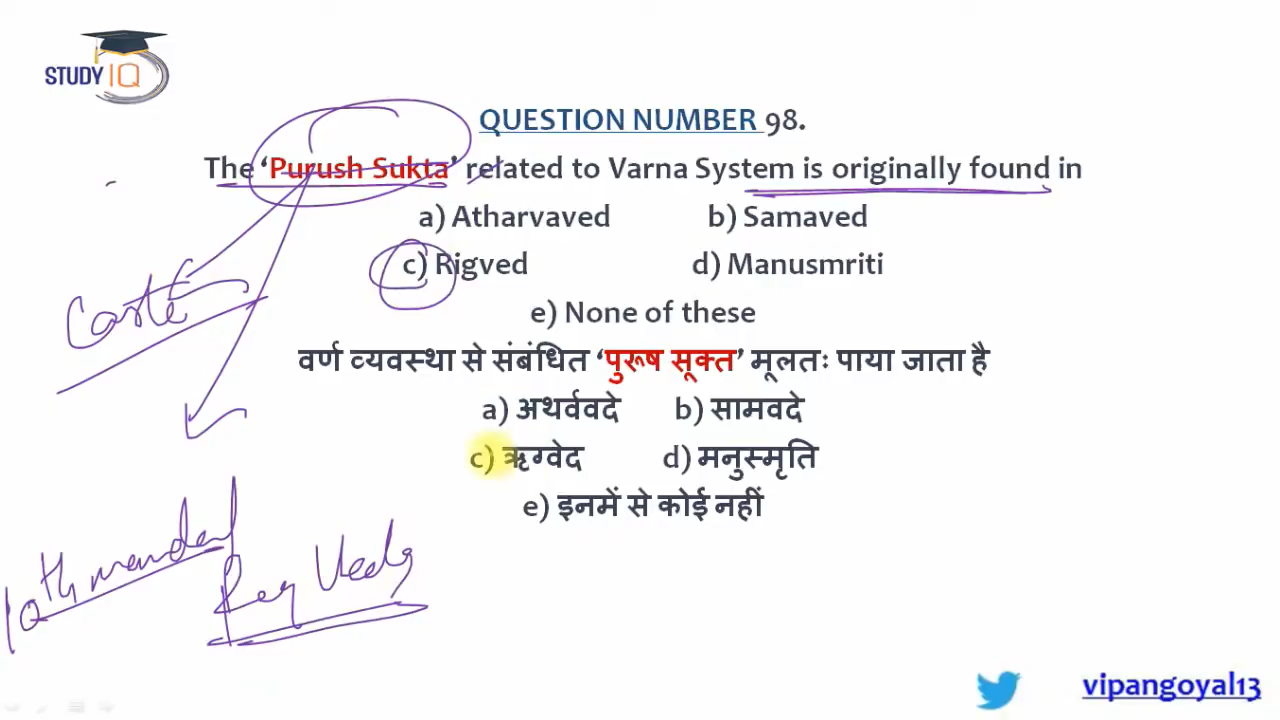 STUDY IQ
QUESTION NUMBER 98.
The ‘Purush Sukta’ related to Varna System is originally found in
a) Atharvaved b) Samaved
c) Rigved d) Manusmriti
e) None of these
वर्ण व्यवस्था से संबंधित ‘पुरूष सूक्त’ मूलतः पाया जाता है
a) अथर्ववदे b) सामवदे
c) ऋग्वेद d) मनुस्मृति
e) इनमें से कोई नहीं
Caste
10th mandal
Reg Veda
vipangoyal13